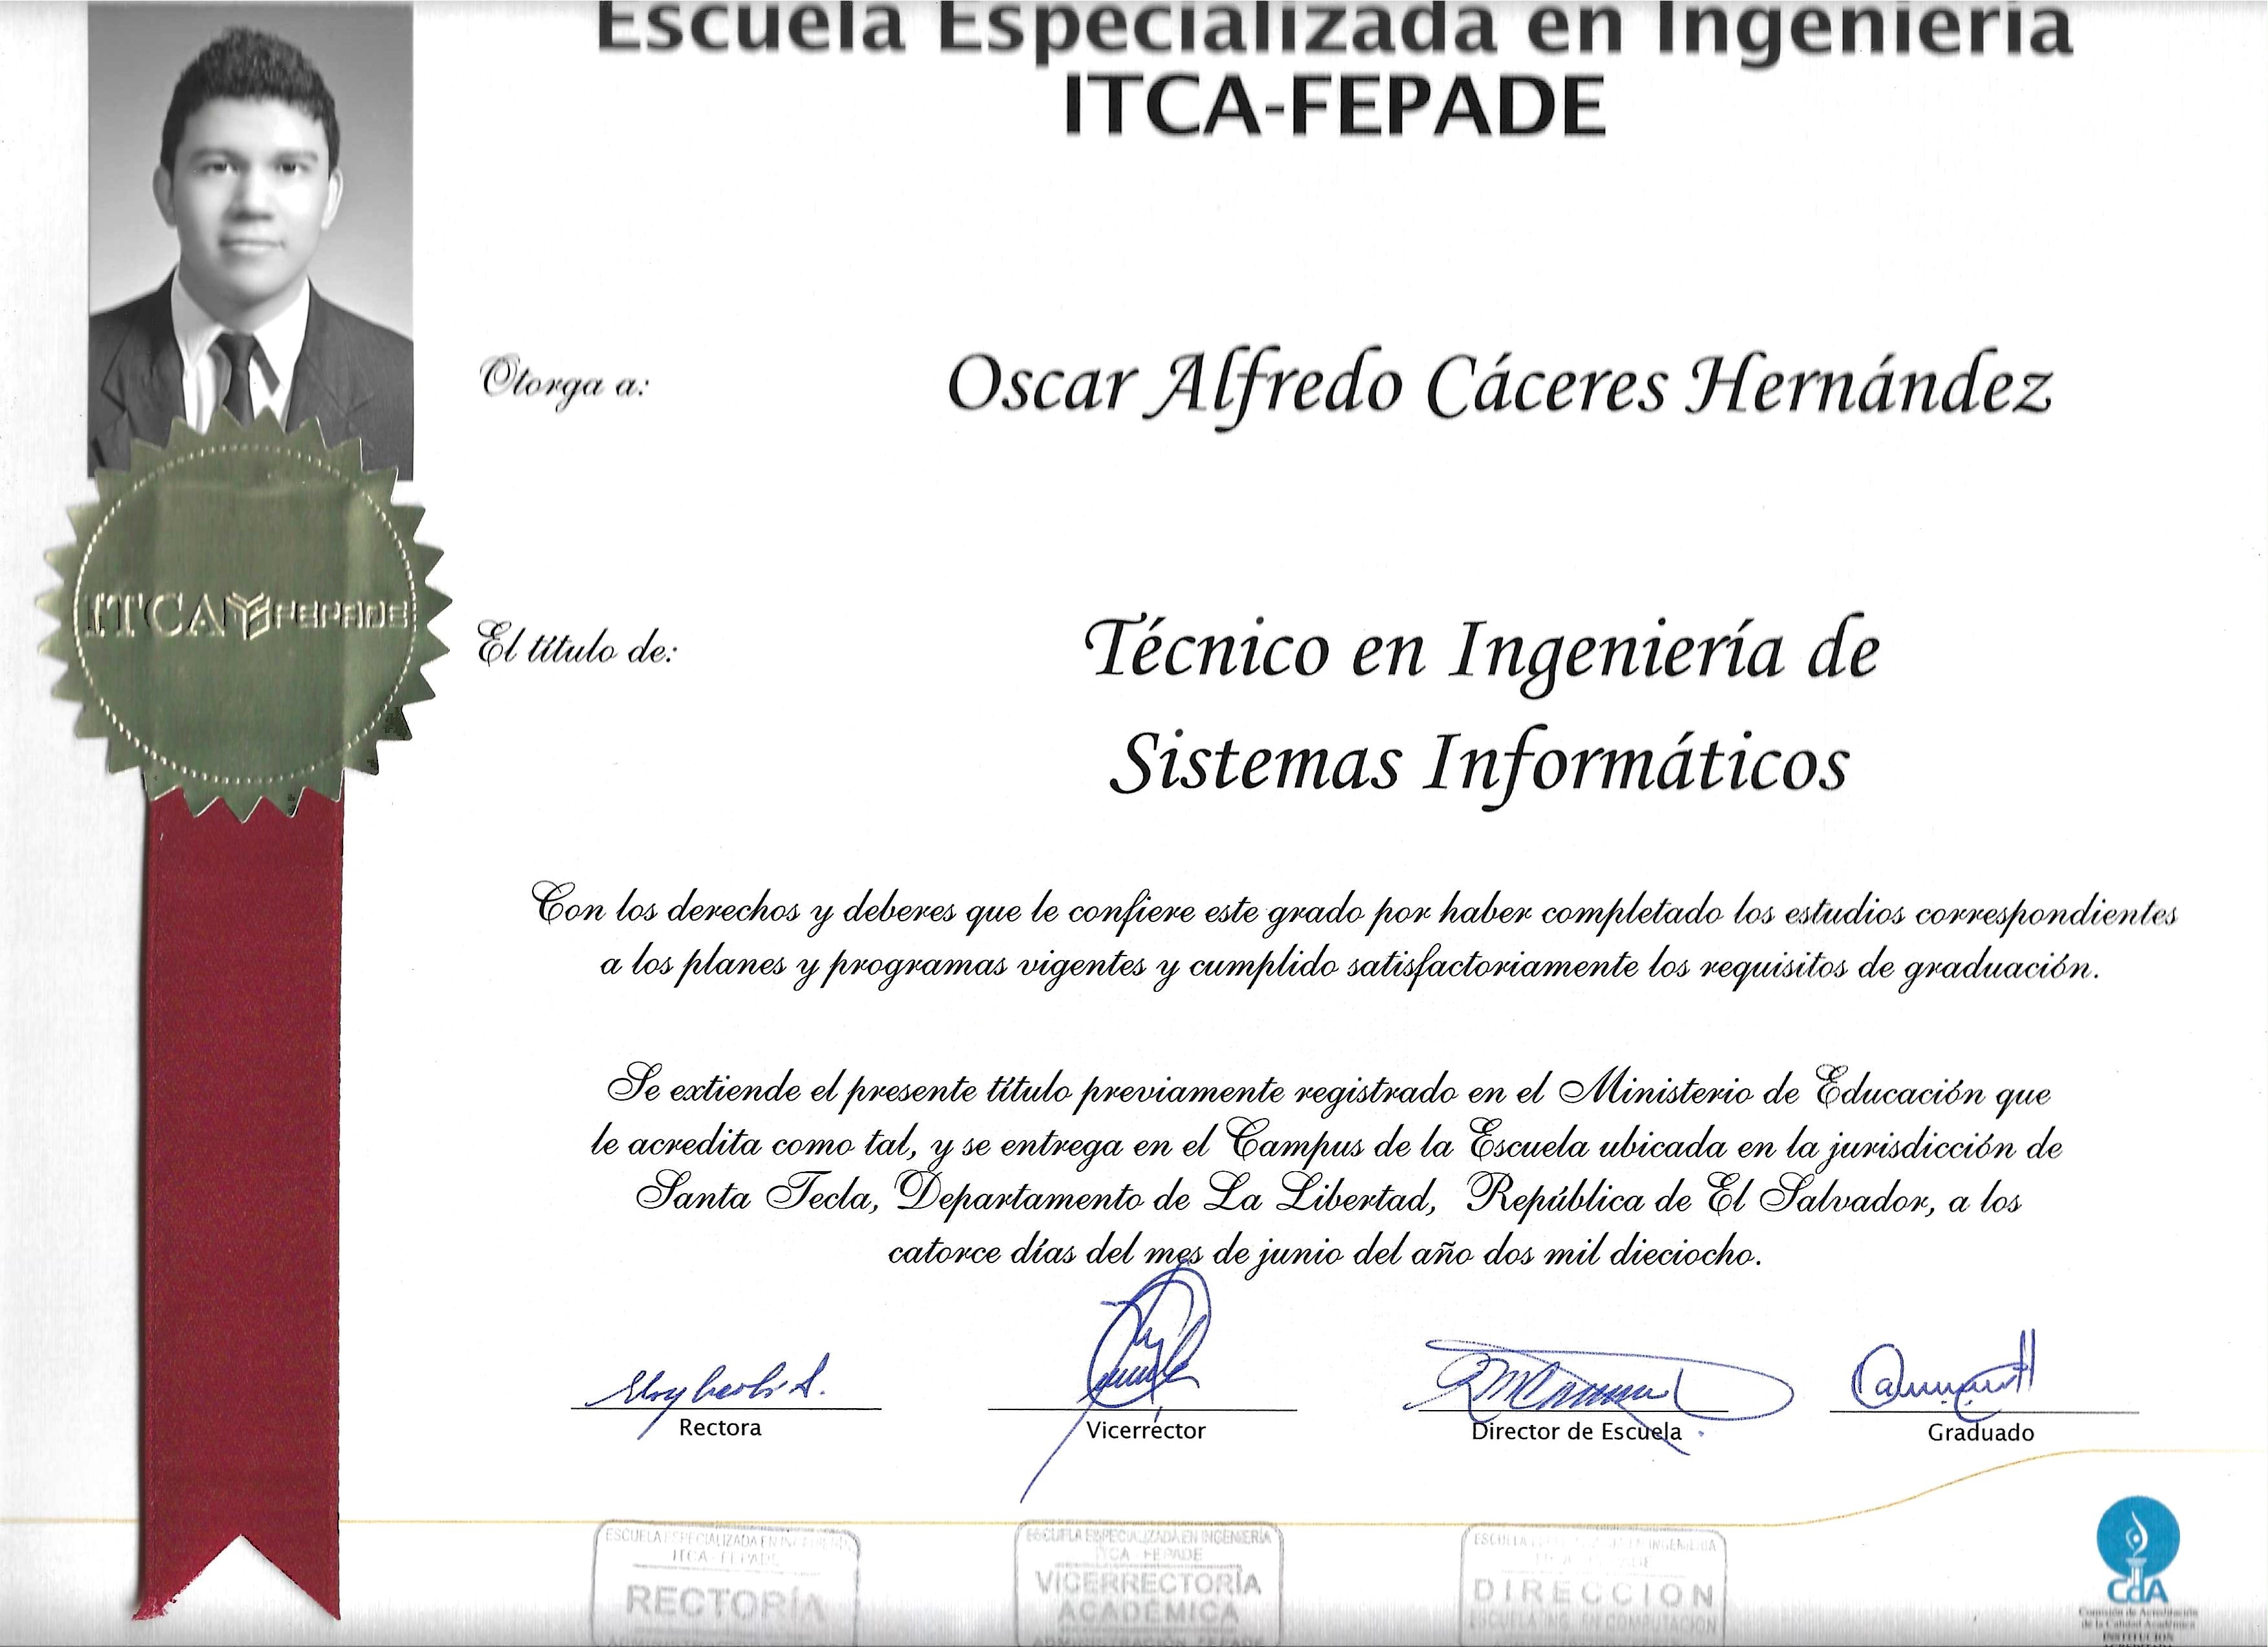 Escuela Especializada en Ingeniería
ITCA-FEPADE
Otorga a:
Oscar Alfredo Cáceres Hernández
ITCA FEPADE
El título de:
Técnico en Ingeniería de
Sistemas Informáticos
Con los derechos y deberes que le confiere este grado por haber completado los estudios correspondientes
a los planes y programas vigentes y cumplido satisfactoriamente los requisitos de graduación.
Se extiende el presente título previamente registrado en el Ministerio de Educación que
le acredita como tal, y se entrega en el Campus de la Escuela ubicada en la jurisdicción de
Santa Tecla, Departamento de La Libertad, República de El Salvador, a los
catorce días del mes de junio del año dos mil dieciocho.
Rectora
Vicerrector
Director de Escuela
Graduado
ESCUELA ESPECIALIZADA EN INGENIERÍA
ITCA - FEPADE
RECTORÍA
ESCUELA ESPECIALIZADA EN INGENIERÍA
ITCA - FEPADE
VICERRECTORÍA
ACADÉMICA
ADMINISTRACIÓN FEPADE
ESCUELA ESPECIALIZADA EN INGENIERIA
DIRECCION
ESCUELA ING. EN COMPUTACION
CdA
Comisión de Acreditación
de la Calidad Académica
INSTITUCION